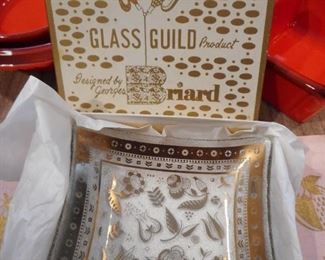 GLASS GUILD Product
Designed by
Georges Briard